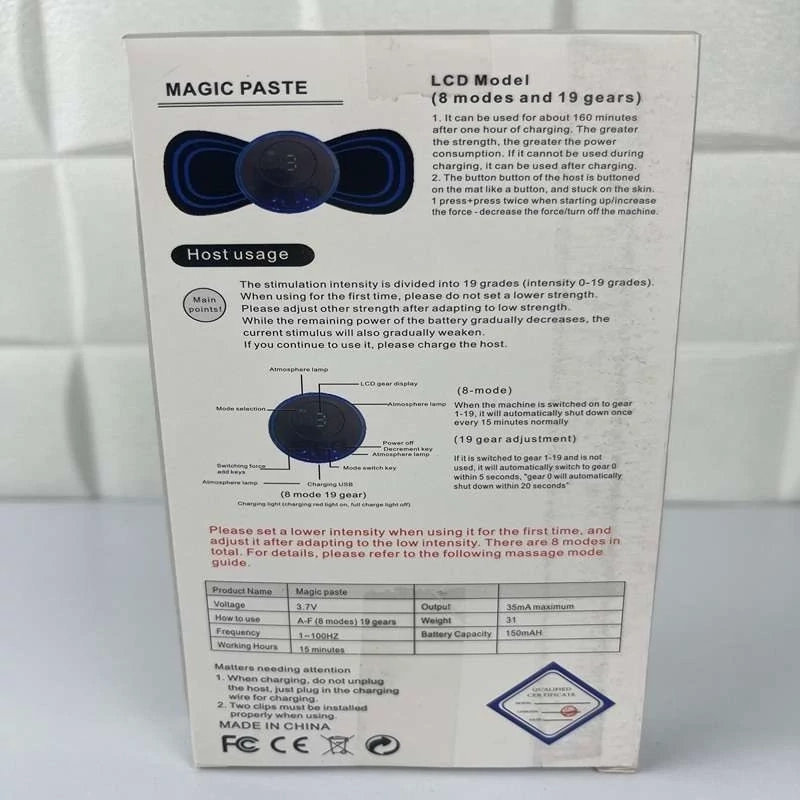 MAGIC PASTE
LCD Model
(8 modes and 19 gears)
1. It can be used for about 160 minutes
after one hour of charging. The greater
the strength, the greater the power
consumption. If it cannot be used during
charging, it can be used after charging.
2. The button button of the host is buttoned
on the mat like a button, and stuck on the skin.
1 press+press twice when starting up/increase
the force - decrease the force/turn off the machine.
Host usage
Main
points!
The stimulation intensity is divided into 19 grades (intensity 0-19 grades).
When using for the first time, please do not set a lower strength.
Please adjust other strength after adapting to low strength.
While the remaining power of the battery gradually decreases, the
current stimulus will also gradually weaken.
If you continue to use it, please charge the host.
Atmosphere lamp
LCD gear display
Atmosphere lamp
Mode selection
Power off
Decrement key
Atmosphere lamp
Switching force
add keys
Mode switch key
Atmosphere lamp
Charging USB
(8 mode 19 gear)
Charging light (charging red light on, full charge light off)
(8-mode)
When the machine is switched on to gear
1-19, it will automatically shut down once
every 15 minutes normally
(19 gear adjustment)
If it is switched to gear 1-19 and is not
used, it will automatically switch to gear 0
within 5 seconds, "gear 0 will automatically
shut down within 20 seconds"
Please set a lower intensity when using it for the first time, and
adjust it after adapting to the low intensity. There are 8 modes in
total. For details, please refer to the following massage mode
guide.
Product Name Magic paste
Voltage 3.7V Output 35mA maximum
How to use A-F (8 modes) 19 gears Weight 31
Frequency 1~100HZ Battery Capacity 150mAH
Working Hours 15 minutes
Matters needing attention
1. When charging, do not unplug
the host, just plug in the charging
wire for charging.
2. Two clips must be installed
properly when using.
MADE IN CHINA
FC CE
QUALIFIED
CERTIFICATE